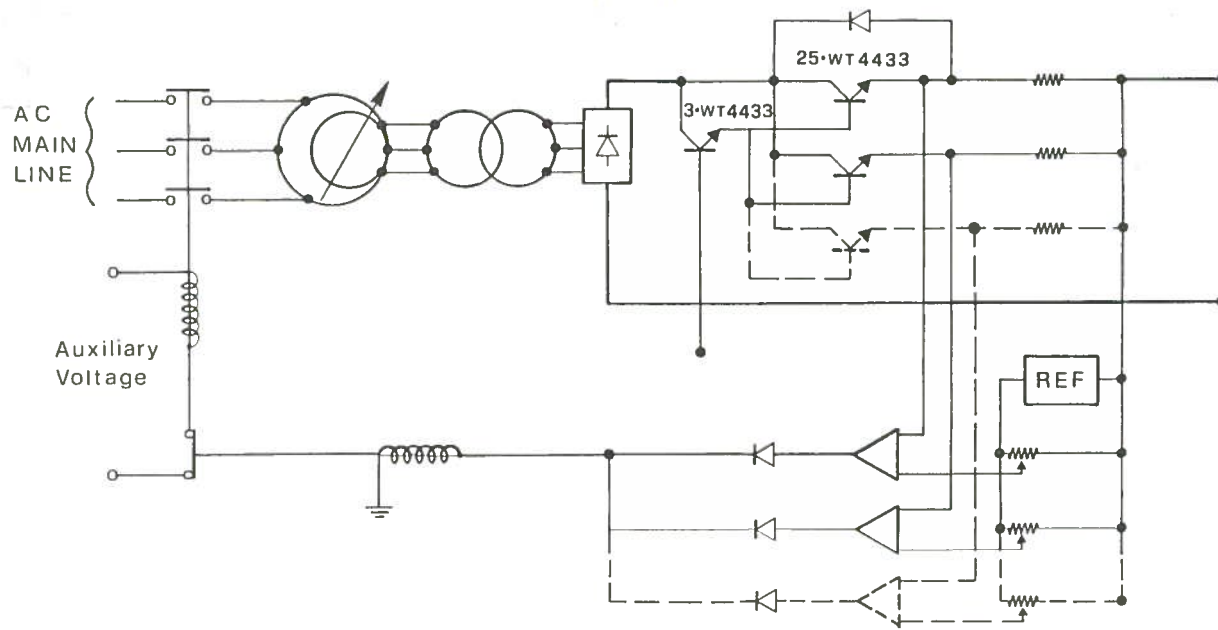 AC
MAIN
LINE
25•WT4433
3•WT4433
Auxiliary
Voltage
REF